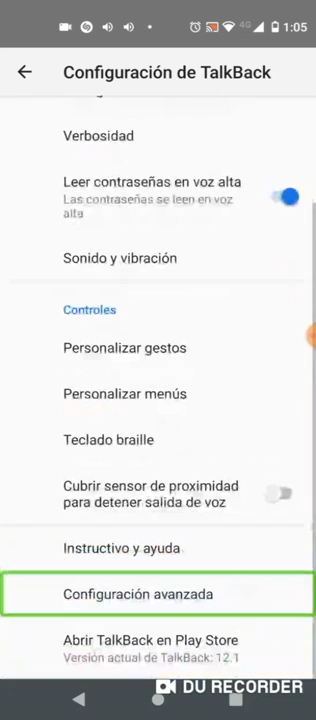 4G 1:05
Configuración de TalkBack
Verbosidad
Leer contraseñas en voz alta
Las contraseñas se leen en voz
alta
Sonido y vibración
Controles
Personalizar gestos
Personalizar menús
Teclado braille
Cubrir sensor de proximidad
para detener salida de voz
Instructivo y ayuda
Configuración avanzada
Abrir TalkBack en Play Store
Versión actual de TalkBack: 12.1
DU RECORDER